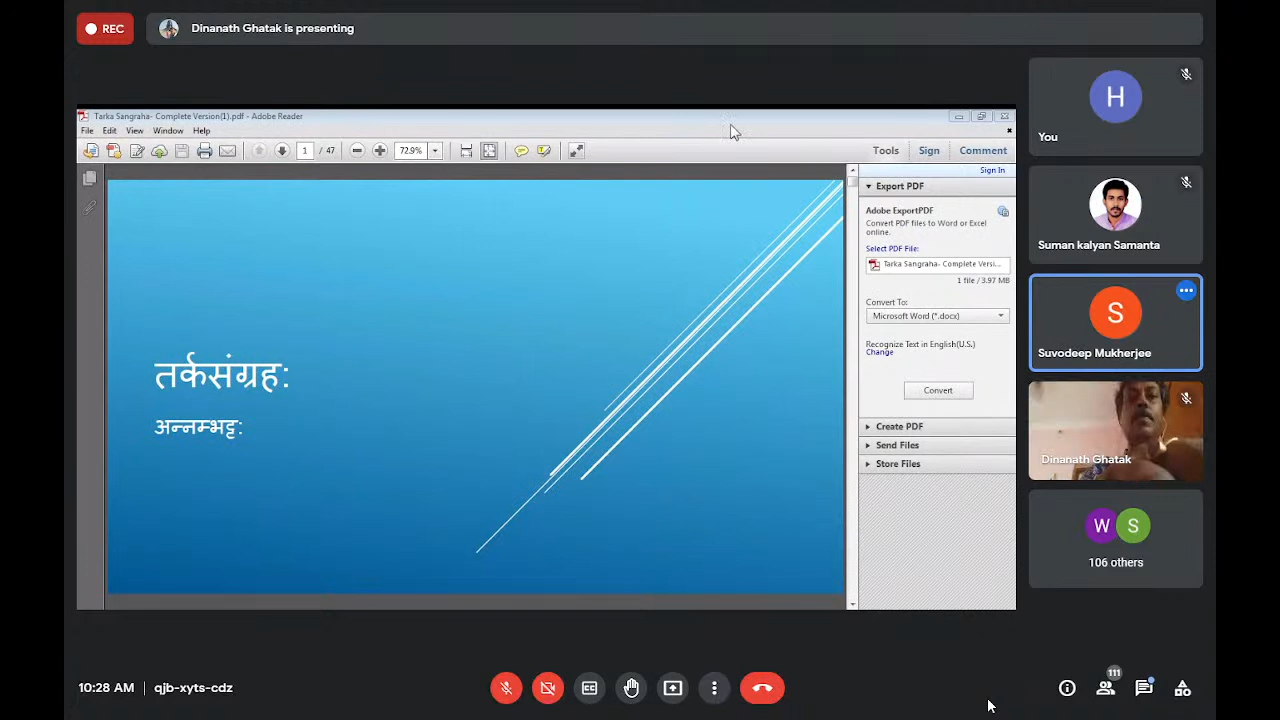 REC
Dinanath Ghatak is presenting
Tarka Sangraha- Complete Version(1).pdf - Adobe Reader
File Edit View Window Help
1 / 47 72.9% Tools Sign Comment
Sign In
Export PDF
Adobe ExportPDF
Convert PDF files to Word or Excel
online.
Select PDF File:
Tarka Sangraha- Complete Versi...
1 file / 3.97 MB
Convert To:
Microsoft Word (*.docx)
Recognize Text in English(U.S.)
Change
Convert
Create PDF
Send Files
Store Files
तर्कसंग्रह:
अन्नम्भट्ट:
H
You
Suman kalyan Samanta
S
Suvodeep Mukherjee
Dinanath Ghatak
W S
106 others
10:28 AM | qjb-xyts-cdz
CC
111